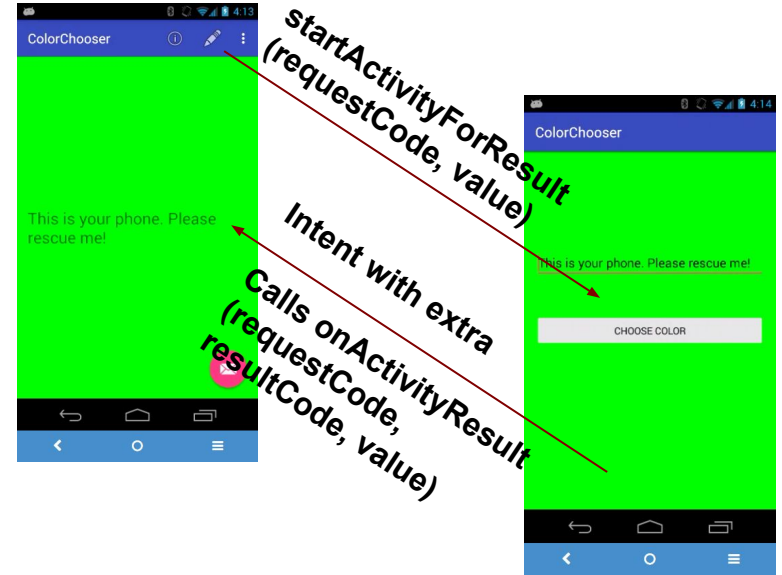 4:13
ColorChooser
This is your phone. Please
rescue me!
startActivityForResult
(requestCode, value)
Intent with extra
Calls onActivityResult
(requestCode,
resultCode, value)
4:14
ColorChooser
This is your phone. Please rescue me!
CHOOSE COLOR